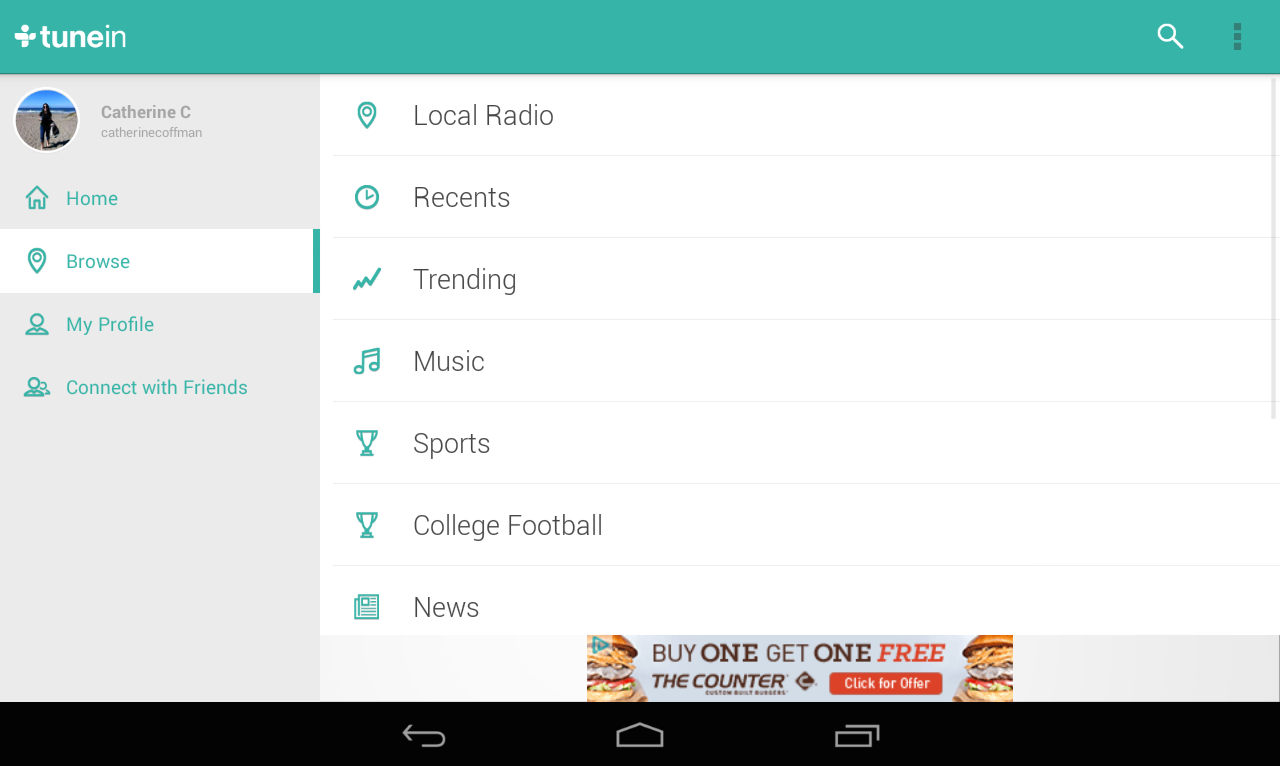 tunein
Catherine C
catherinecoffman
Home
Browse
My Profile
Connect with Friends
Local Radio
Recents
Trending
Music
Sports
College Football
News
BUY ONE GET ONE FREE
THE COUNTER
CUSTOM BUILT BURGERS
Click for Offer